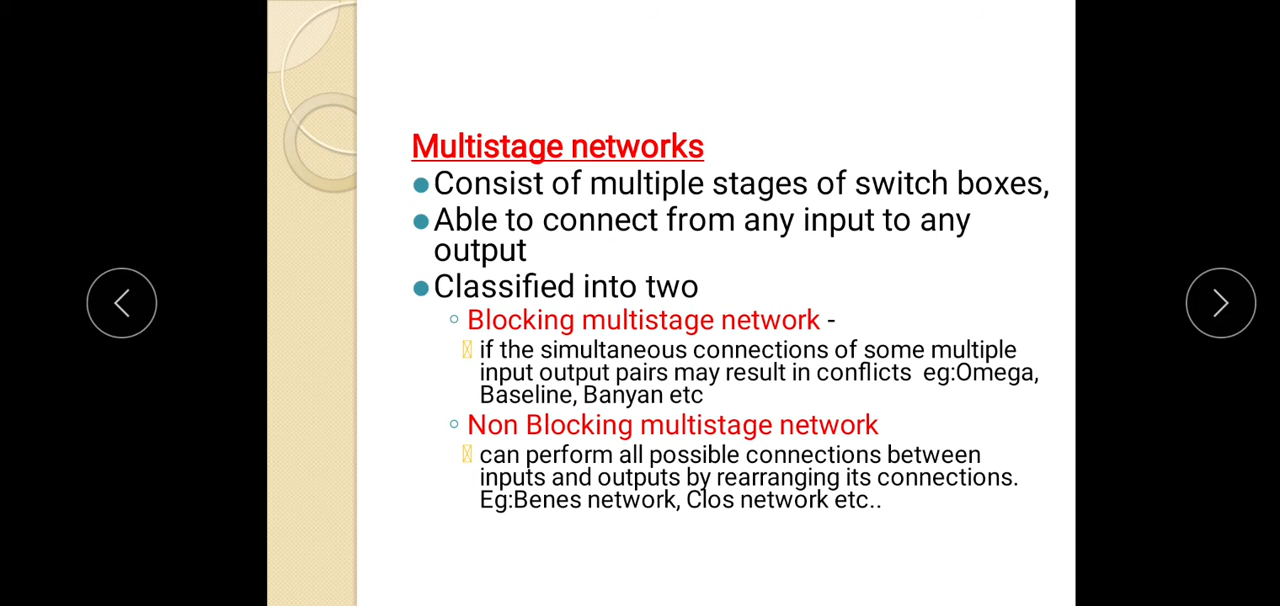 Multistage networks
Consist of multiple stages of switch boxes,
Able to connect from any input to any
output
Classified into two
Blocking multistage network -
if the simultaneous connections of some multiple
input output pairs may result in conflicts  eg:Omega,
Baseline, Banyan etc
Non Blocking multistage network
can perform all possible connections between
inputs and outputs by rearranging its connections.
Eg:Benes network, Clos network etc..